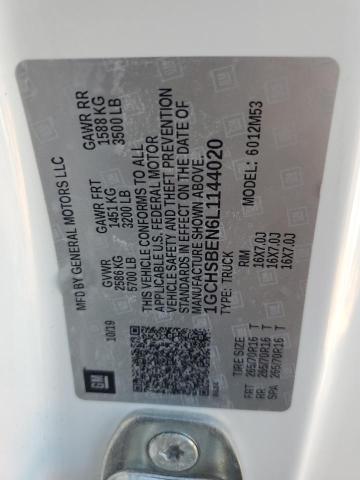 MFD BY GENERAL MOTORS LLC
10/19
GVWR
2586 KG
5700 LB
GAWR FRT
1451 KG
3200 LB
GAWR RR
1588 KG
3500 LB
THIS VEHICLE CONFORMS TO ALL
APPLICABLE U.S. FEDERAL MOTOR
VEHICLE SAFETY AND THEFT PREVENTION
STANDARDS IN EFFECT ON THE DATE OF
MANUFACTURE SHOWN ABOVE.
1GCHSBEN6L1144020
TYPE: TRUCK
6012M53
GM
TIRE SIZE
RIM
FRT 265/70R16 T 16X7.0J
RR 265/70R16 T 16X7.0J
SPA 265/70R16 T 16X7.0J